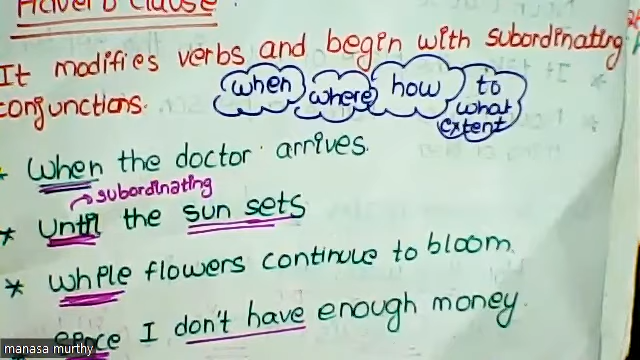 Adverb clause.
It modifies verbs and begin with subordinating
conjunctions. when where how to what extent
* When the doctor arrives.
subordinating
* Until the sun sets
* while flowers continue to bloom.
I don't have enough money.
manasa murthy